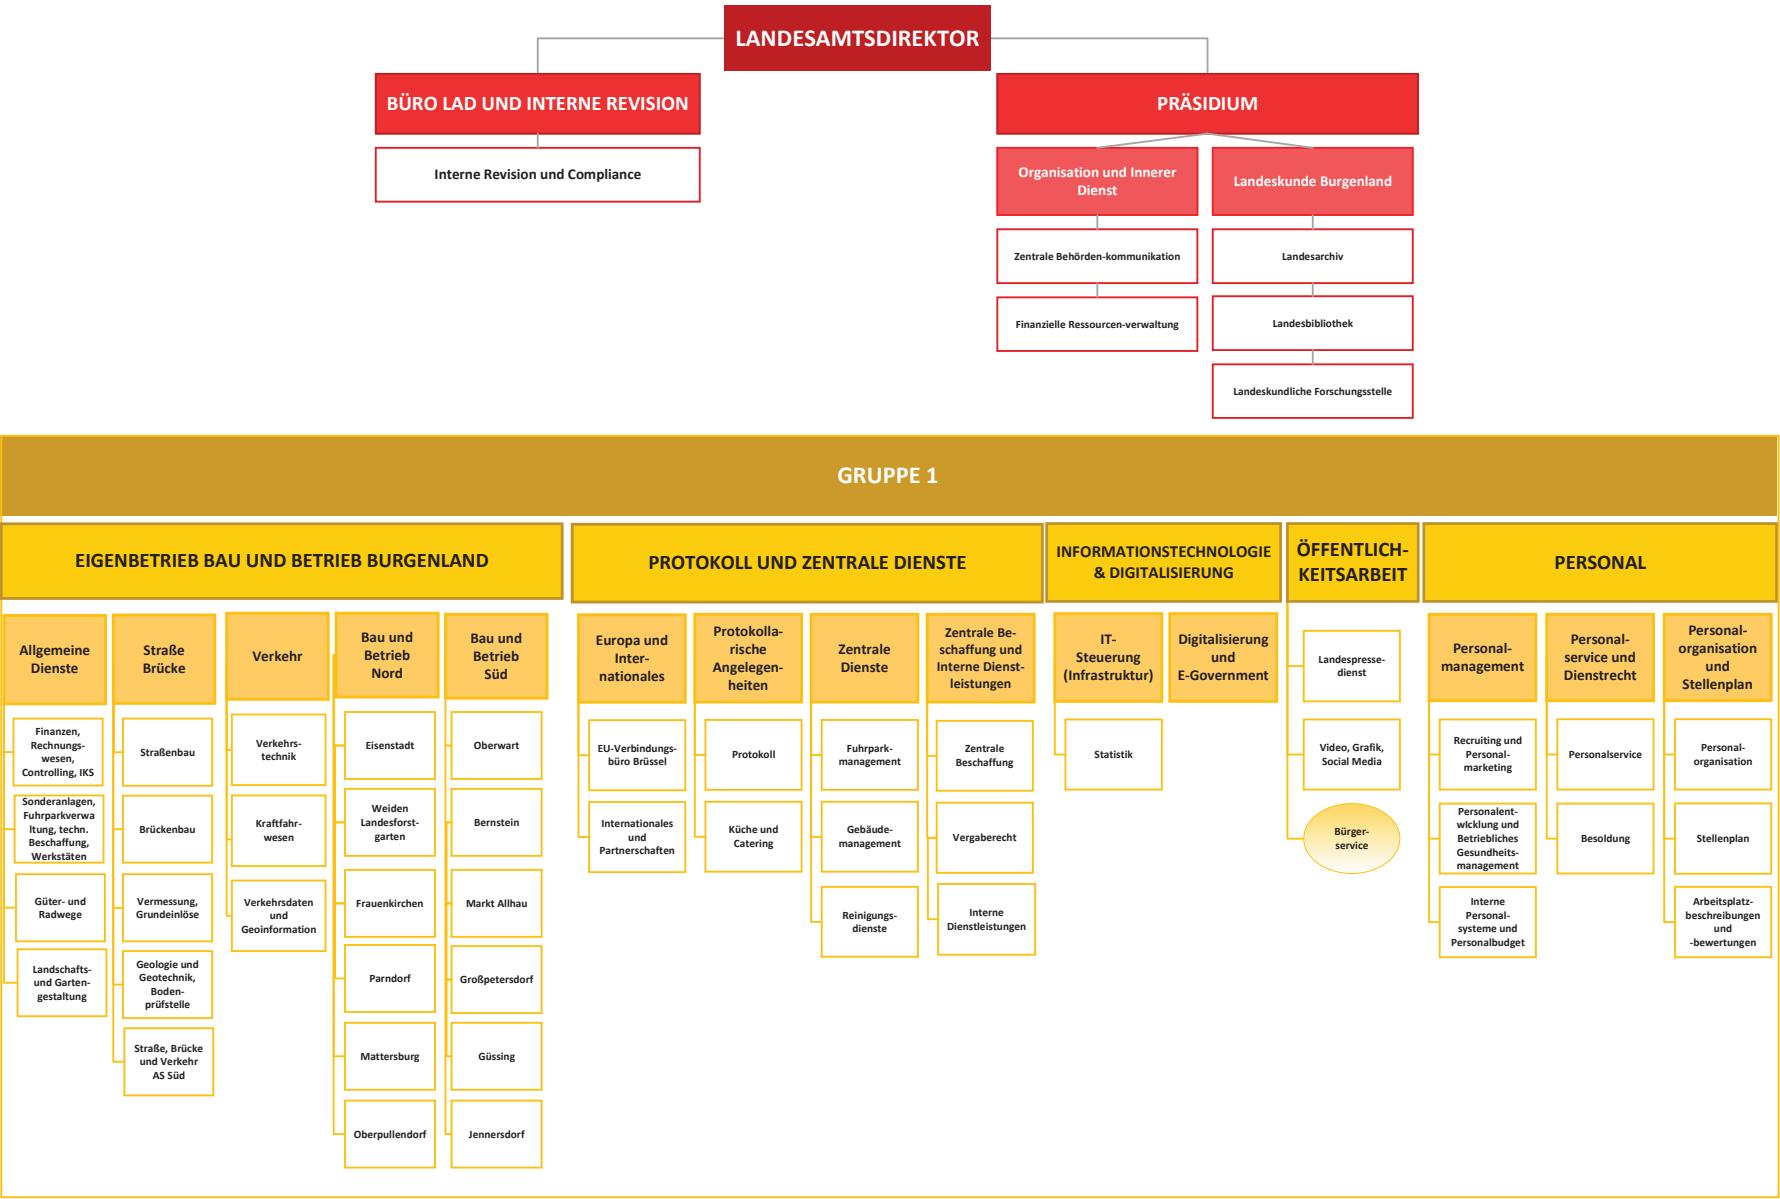 LANDESAMTSDIREKTOR
BÜRO LAD UND INTERNE REVISION
Interne Revision und Compliance
PRÄSIDIUM
Organisation und Innerer
Dienst
Zentrale Behörden-kommunikation
Finanzielle Ressourcen-verwaltung
Landeskunde Burgenland
Landesarchiv
Landesbibliothek
Landeskundliche Forschungsstelle
GRUPPE 1
EIGENBETRIEB BAU UND BETRIEB BURGENLAND
Allgemeine
Dienste
Finanzen,
Rechnungs-
wesen,
Controlling, IKS
Sonderanlagen,
Fuhrparkverwa
ltung, techn.
Beschaffung,
Werkstäten
Güter- und
Radwege
Landschafts-
und Garten-
gestaltung
Straße
Brücke
Straßenbau
Brückenbau
Vermessung,
Grundeinlöse
Geologie und
Geotechnik,
Boden-
prüfstelle
Straße, Brücke
und Verkehr
AS Süd
Verkehr
Verkehrs-
technik
Kraftfahr-
wesen
Verkehrsdaten
und
Geoinformation
Bau und
Betrieb
Nord
Eisenstadt
Weiden
Landesforst-
garten
Frauenkirchen
Parndorf
Mattersburg
Oberpullendorf
Bau und
Betrieb
Süd
Oberwart
Bernstein
Markt Allhau
Großpetersdorf
Güssing
Jennersdorf
PROTOKOLL UND ZENTRALE DIENSTE
Europa und
Inter-
nationales
EU-Verbindungs-
büro Brüssel
Internationales
und
Partnerschaften
Protokolla-
rische
Angelegen-
heiten
Protokoll
Küche und
Catering
Zentrale
Dienste
Fuhrpark-
management
Gebäude-
management
Reinigungs-
dienste
Zentrale Be-
schaffung und
Interne Dienst-
leistungen
Zentrale
Beschaffung
Vergaberecht
Interne
Dienstleistungen
INFORMATIONSTECHNOLOGIE
& DIGITALISIERUNG
IT-
Steuerung
(Infrastruktur)
Statistik
Digitalisierung
und
E-Government
ÖFFENTLICH-
KEITSARBEIT
Landespresse-
dienst
Video, Grafik,
Social Media
Bürger-
service
PERSONAL
Personal-
management
Recruiting und
Personal-
marketing
Personalent-
wIcklung und
Betriebliches
Gesundheits-
management
Interne
Personal-
systeme und
Personalbudget
Personal-
service und
Dienstrecht
Personalservice
Besoldung
Personal-
organisation
und
Stellenplan
Personal-
organisation
Stellenplan
Arbeitsplatz-
beschreibungen
und
-bewertungen